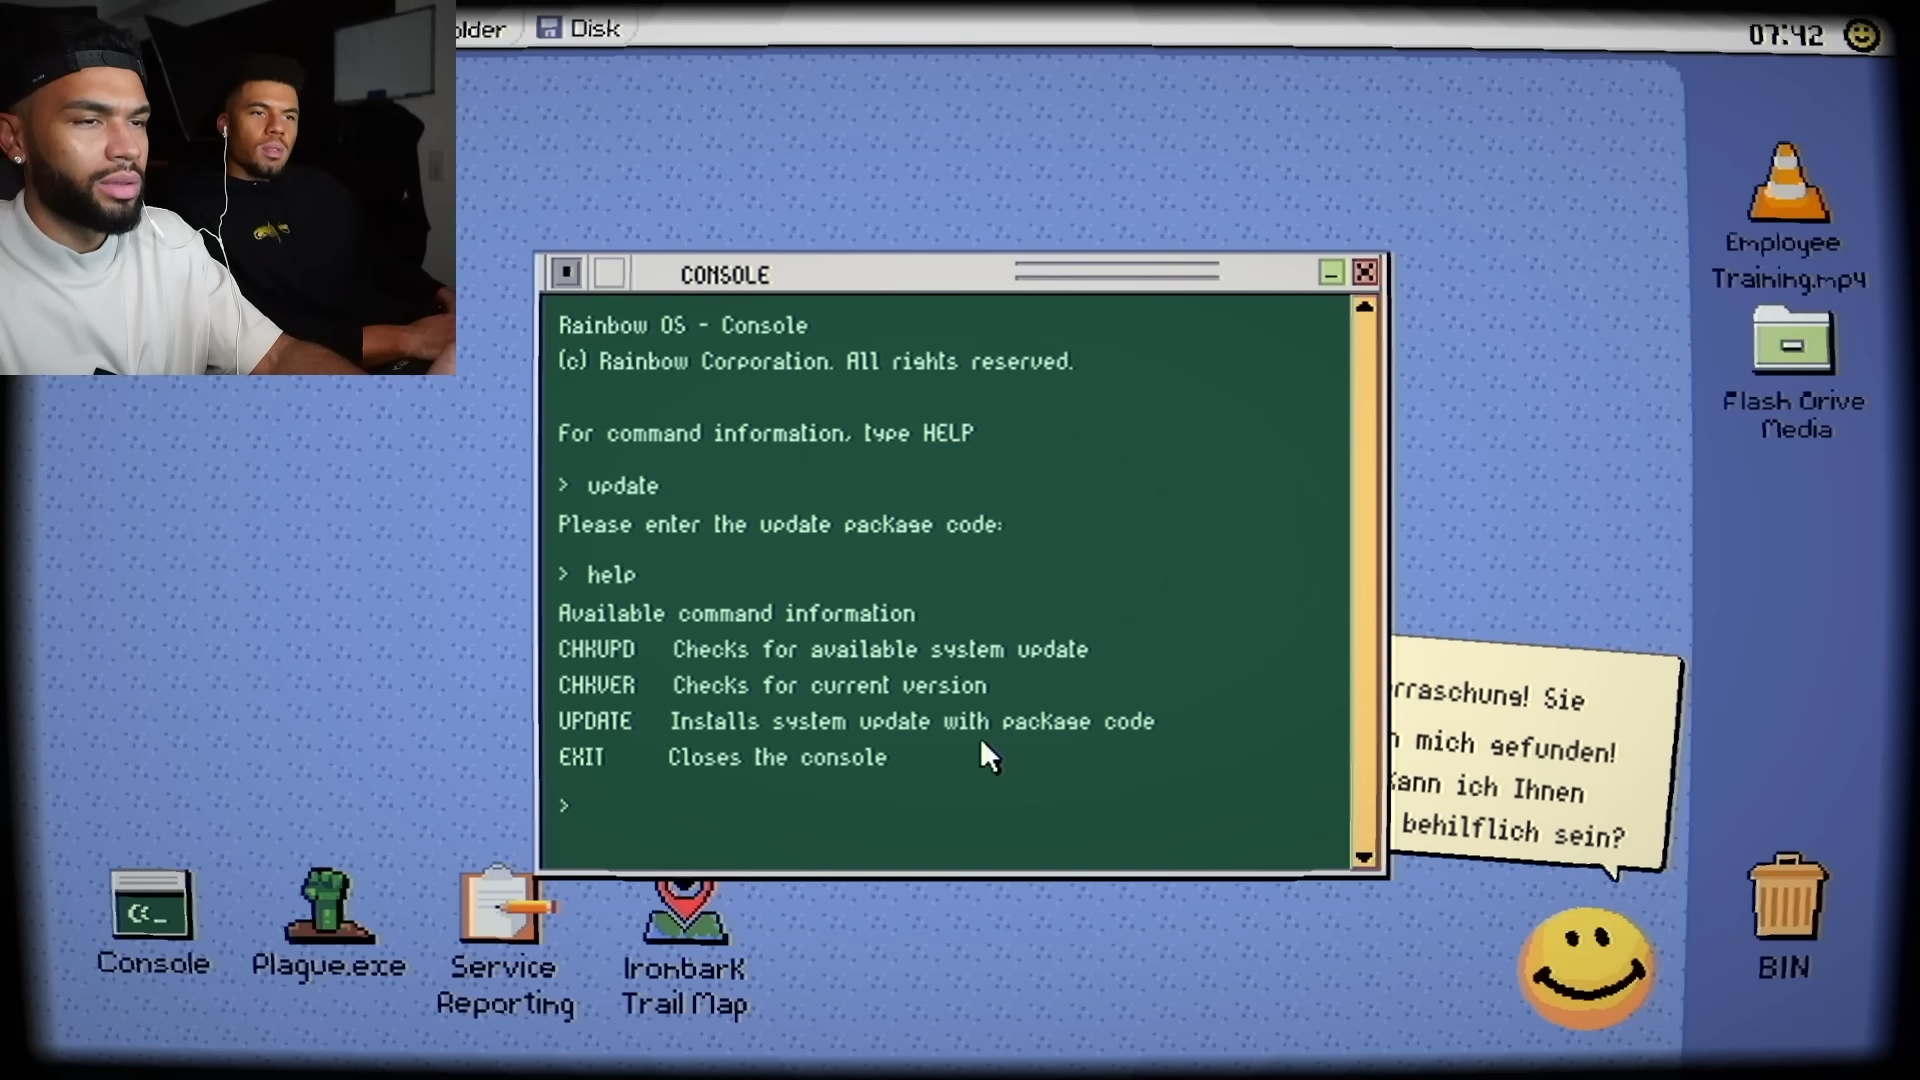 Disk
07:42
Employee
Training.mp4
Flash Drive
Media
CONSOLE
Rainbow OS - Console
(c) Rainbow Corporation. All rights reserved.
For command information, type HELP
> update
Please enter the update package code:
> help
Available command information
CHKUPD Checks for available system update
CHKVER Checks for current version
UPDATE Installs system update with package code
EXIT Closes the console
>
Sie
mich gefunden!
ich Ihnen
behilflich sein?
Console
Plague.exe
Service
Reporting
Ironbark
Trail Map
BIN